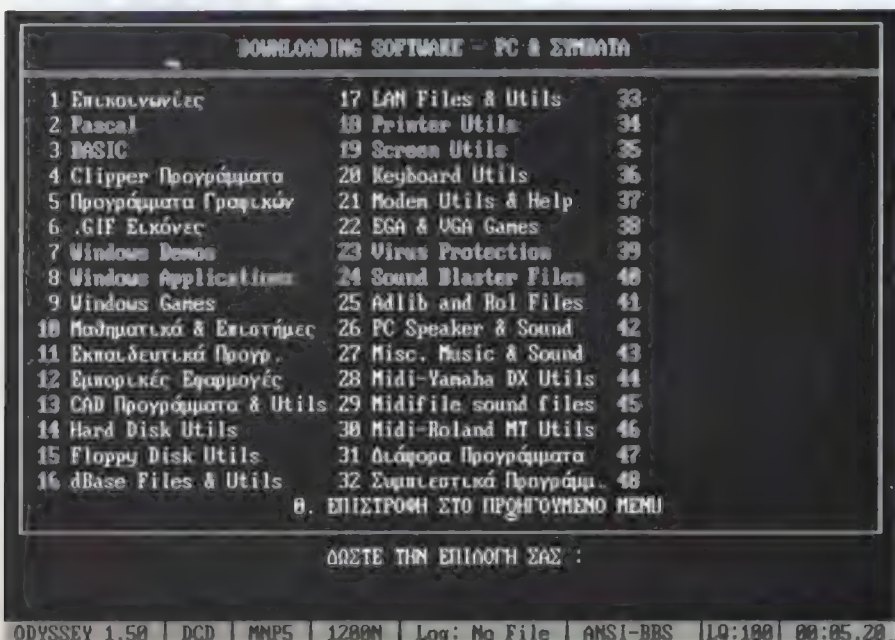 DOWNLOADING SOFTWARE - PC & ΣΥΜΒΑΤΑ
1 Επικοινωνίες 17 LAN Files & Utils 33
2 Pascal 18 Printer Utils 34
3 BASIC 19 Screen Utils 35
4 Clipper Προγράμματα 20 Keyboard Utils 36
5 Προγράμματα Γραφικών 21 Modem Utils & Help 37
6 .GIF Εικόνες 22 EGA & VGA Games 38
7 Windows Demos 23 Virus Protection 39
8 Windows Applications 24 Sound Blaster Files 40
9 Windows Games 25 Adlib and Rol Files 41
10 Μαθηματικά & Επιστήμες 26 PC Speaker & Sound 42
11 Εκπαιδευτικά Προγρ. 27 Misc. Music & Sound 43
12 Εμπορικές Εφαρμογές 28 Midi-Yamaha DX Utils 44
13 CAD Προγράμματα & Utils 29 Midifile sound files 45
14 Hard Disk Utils 30 Midi-Roland MT Utils 46
15 Floppy Disk Utils 31 Διάφορα Προγράμματα 47
16 dBase Files & Utils 32 Συμπιεστικά Προγράμμ. 48
0. ΕΠΙΣΤΡΟΦΗ ΣΤΟ ΠΡΟΗΓΟΥΜΕΝΟ MENU
ΔΩΣΤΕ ΤΗΝ ΕΠΙΛΟΓΗ ΣΑΣ :
ODYSSEY 1.50 | DCD | MNP5 | 1200N | Log: No File | ANSI-BBS | LQ:100 | 00:05.20